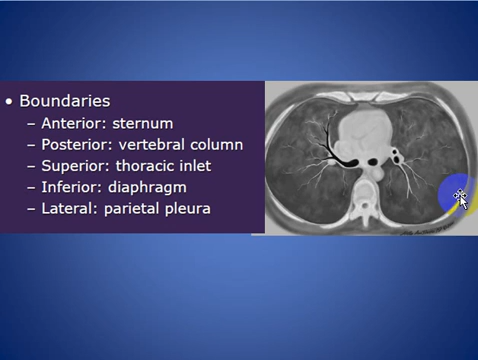 • Boundaries
– Anterior: sternum
– Posterior: vertebral column
– Superior: thoracic inlet
– Inferior: diaphragm
– Lateral: parietal pleura